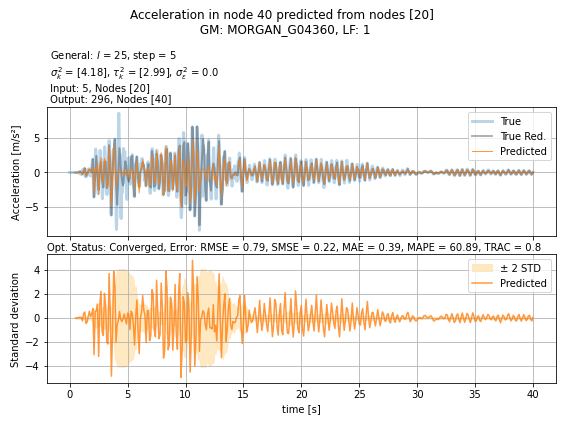 Acceleration in node 40 predicted from nodes [20]
GM: MORGAN_G04360, LF: 1
General: l = 25, step = 5
σ²ₖ = [4.18], τ²ₖ = [2.99], σ²ε = 0.0
Input: 5, Nodes [20]
Output: 296, Nodes [40]
Acceleration [m/s²]
5
0
−5
True
True Red.
Predicted
Opt. Status: Converged, Error: RMSE = 0.79, SMSE = 0.22, MAE = 0.39, MAPE = 60.89, TRAC = 0.8
Standard deviation
4
2
0
−2
−4
± 2 STD
Predicted
0 5 10 15 20 25 30 35 40
time [s]